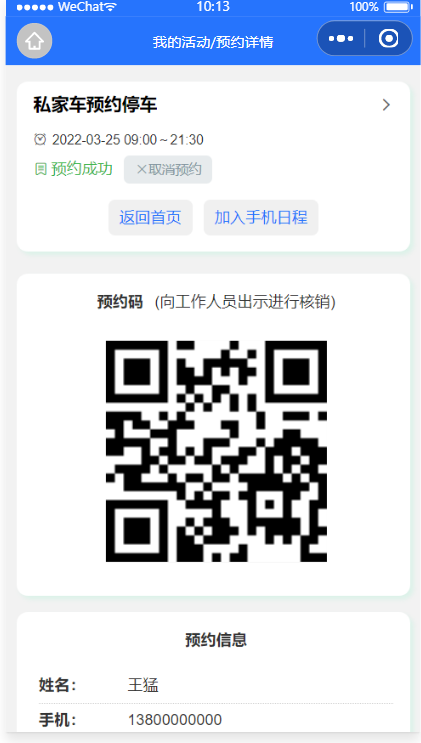 WeChat 10:13 100%
我的活动/预约详情
私家车预约停车
2022-03-25 09:00～21:30
预约成功 ×取消预约
返回首页 加入手机日程
预约码 (向工作人员出示进行核销)
预约信息
姓名： 王猛
手机： 13800000000